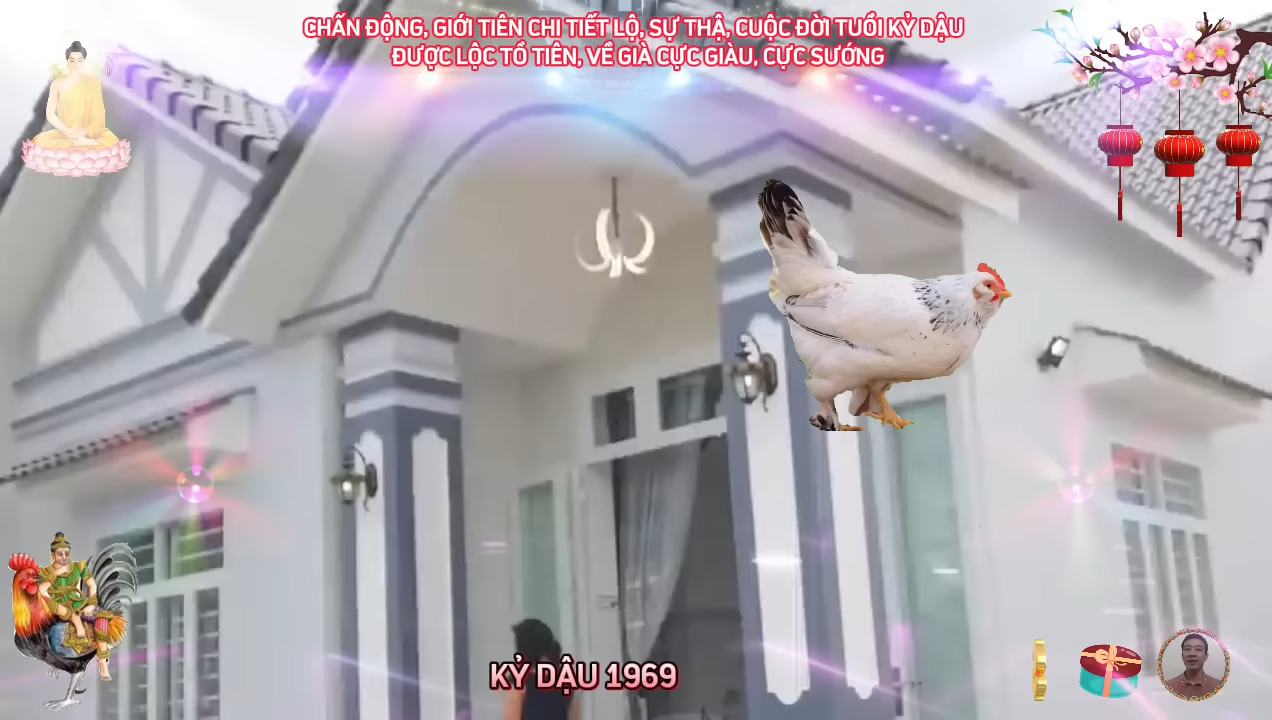 CHẤN ĐỘNG, GIỚI TIÊN CHI TIẾT LỘ, SỰ THẬ, CUỘC ĐỜI TUỔI KỶ DẬU
ĐƯỢC LỘC TỔ TIÊN, VỀ GIÀ CỰC GIÀU, CỰC SƯỚNG
KỶ DẬU 1969